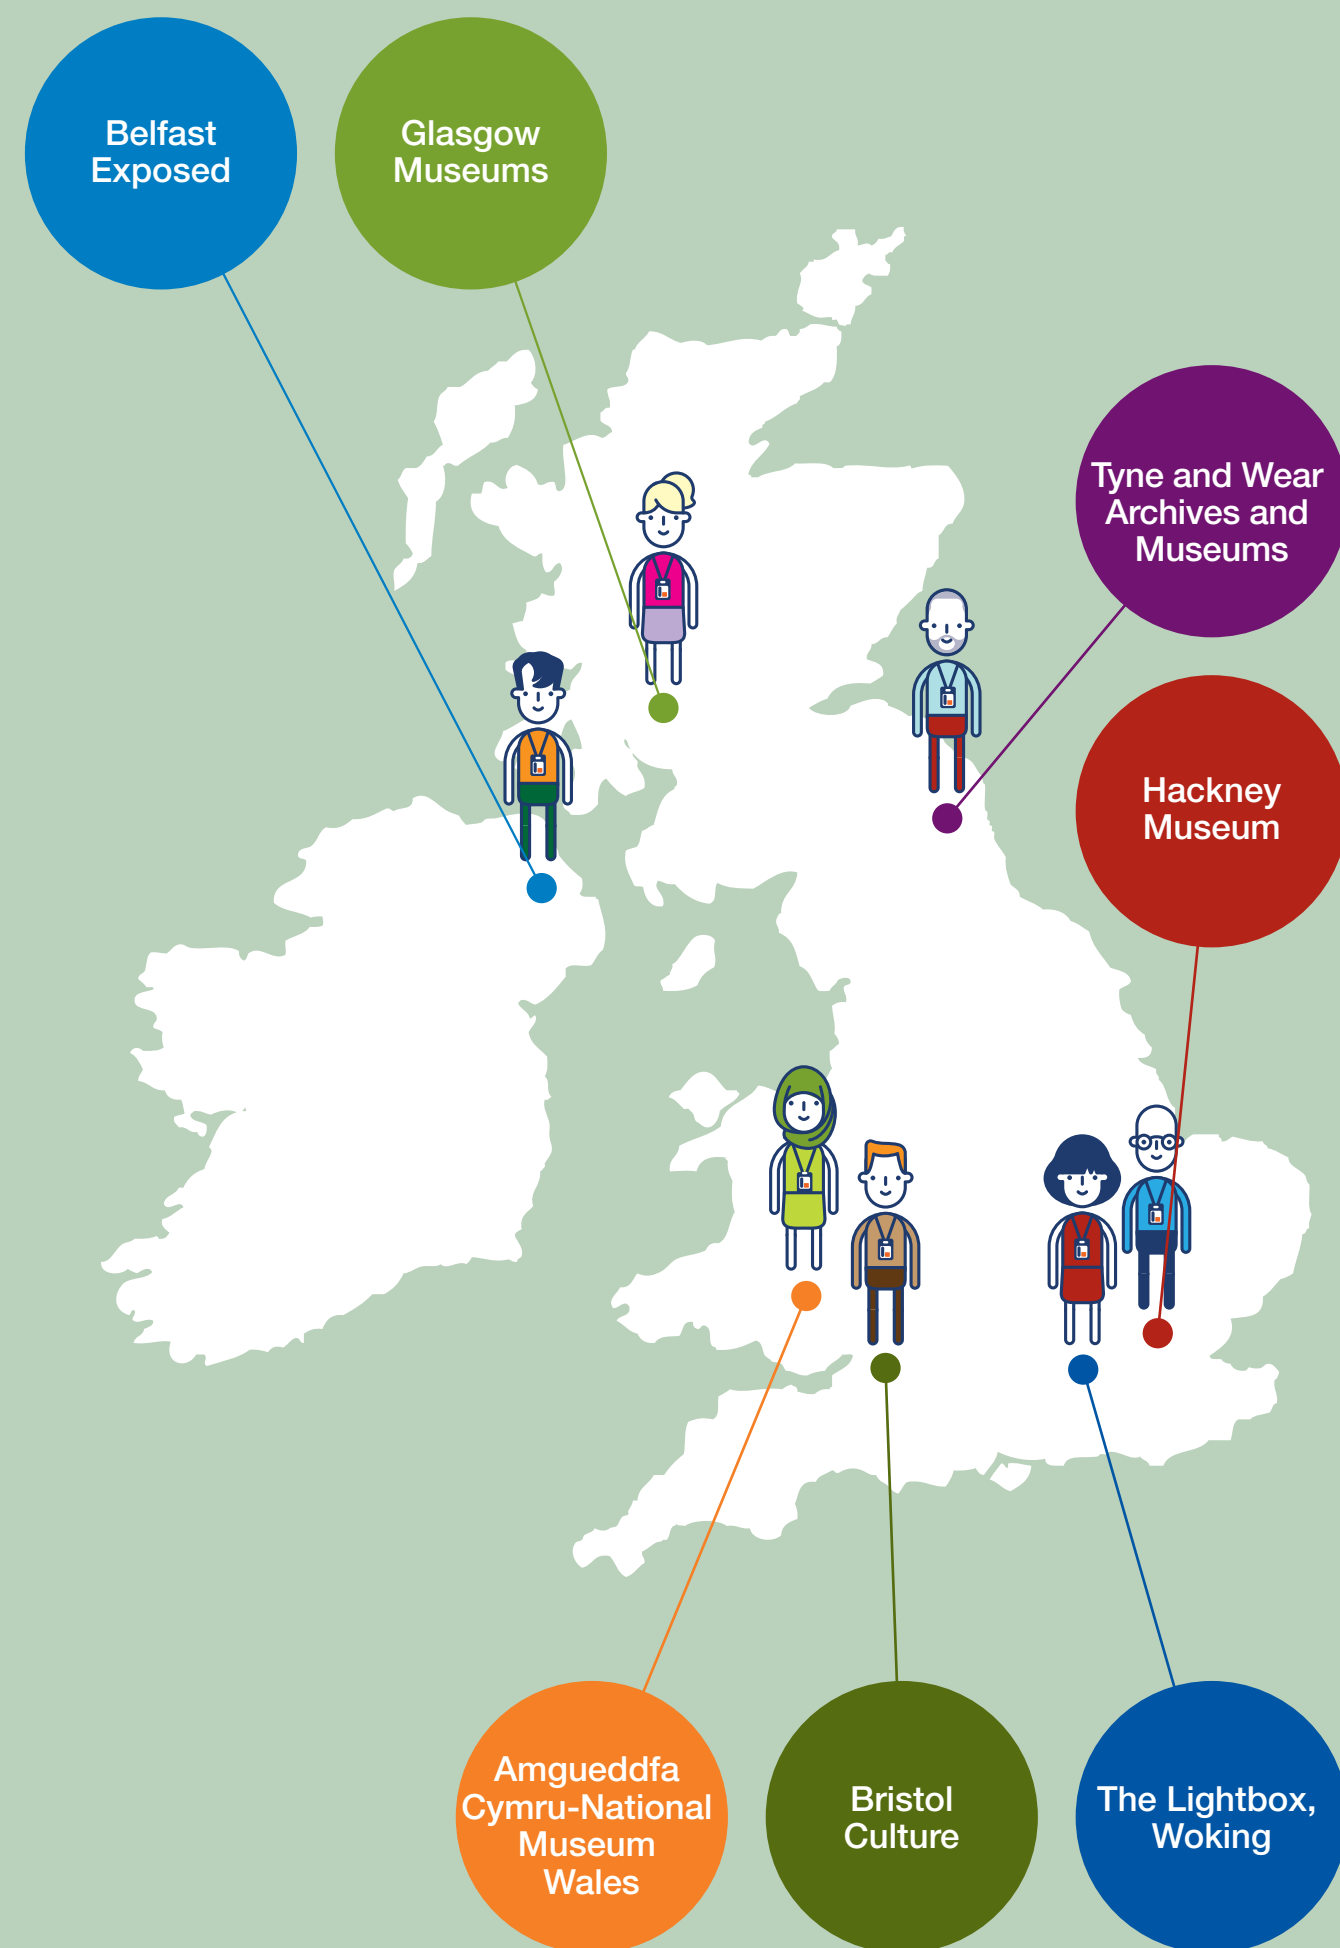 Belfast
Exposed
Glasgow
Museums
Tyne and Wear
Archives and
Museums
Hackney
Museum
Amgueddfa
Cymru-National
Museum
Wales
Bristol
Culture
The Lightbox,
Woking